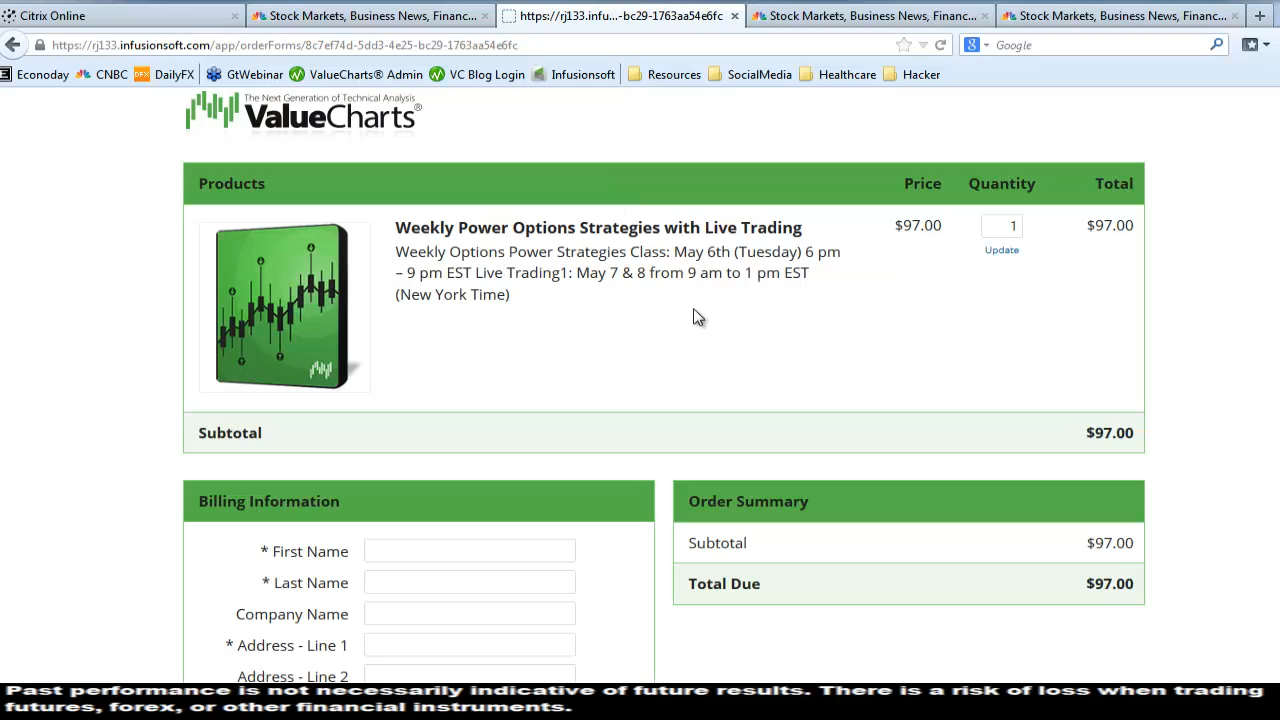 Citrix Online
Stock Markets, Business News, Financ...
https://rj133.infu...-bc29-1763aa54e6fc
Stock Markets, Business News, Financ...
Stock Markets, Business News, Financ...
https://rj133.infusionsoft.com/app/orderForms/8c7ef74d-5dd3-4e25-bc29-1763aa54e6fc
Google
Econoday CNBC DailyFX GtWebinar ValueCharts® Admin VC Blog Login Infusionsoft Resources SocialMedia Healthcare Hacker
The Next Generation of Technical Analysis
ValueCharts®
Products Price Quantity Total
Weekly Power Options Strategies with Live Trading $97.00 1 $97.00
Weekly Options Power Strategies Class: May 6th (Tuesday) 6 pm Update
– 9 pm EST Live Trading1: May 7 & 8 from 9 am to 1 pm EST
(New York Time)
Subtotal $97.00
Billing Information
* First Name
* Last Name
Company Name
* Address - Line 1
Address - Line 2
Order Summary
Subtotal $97.00
Total Due $97.00
Past performance is not necessarily indicative of future results. There is a risk of loss when trading
futures, forex, or other financial instruments.